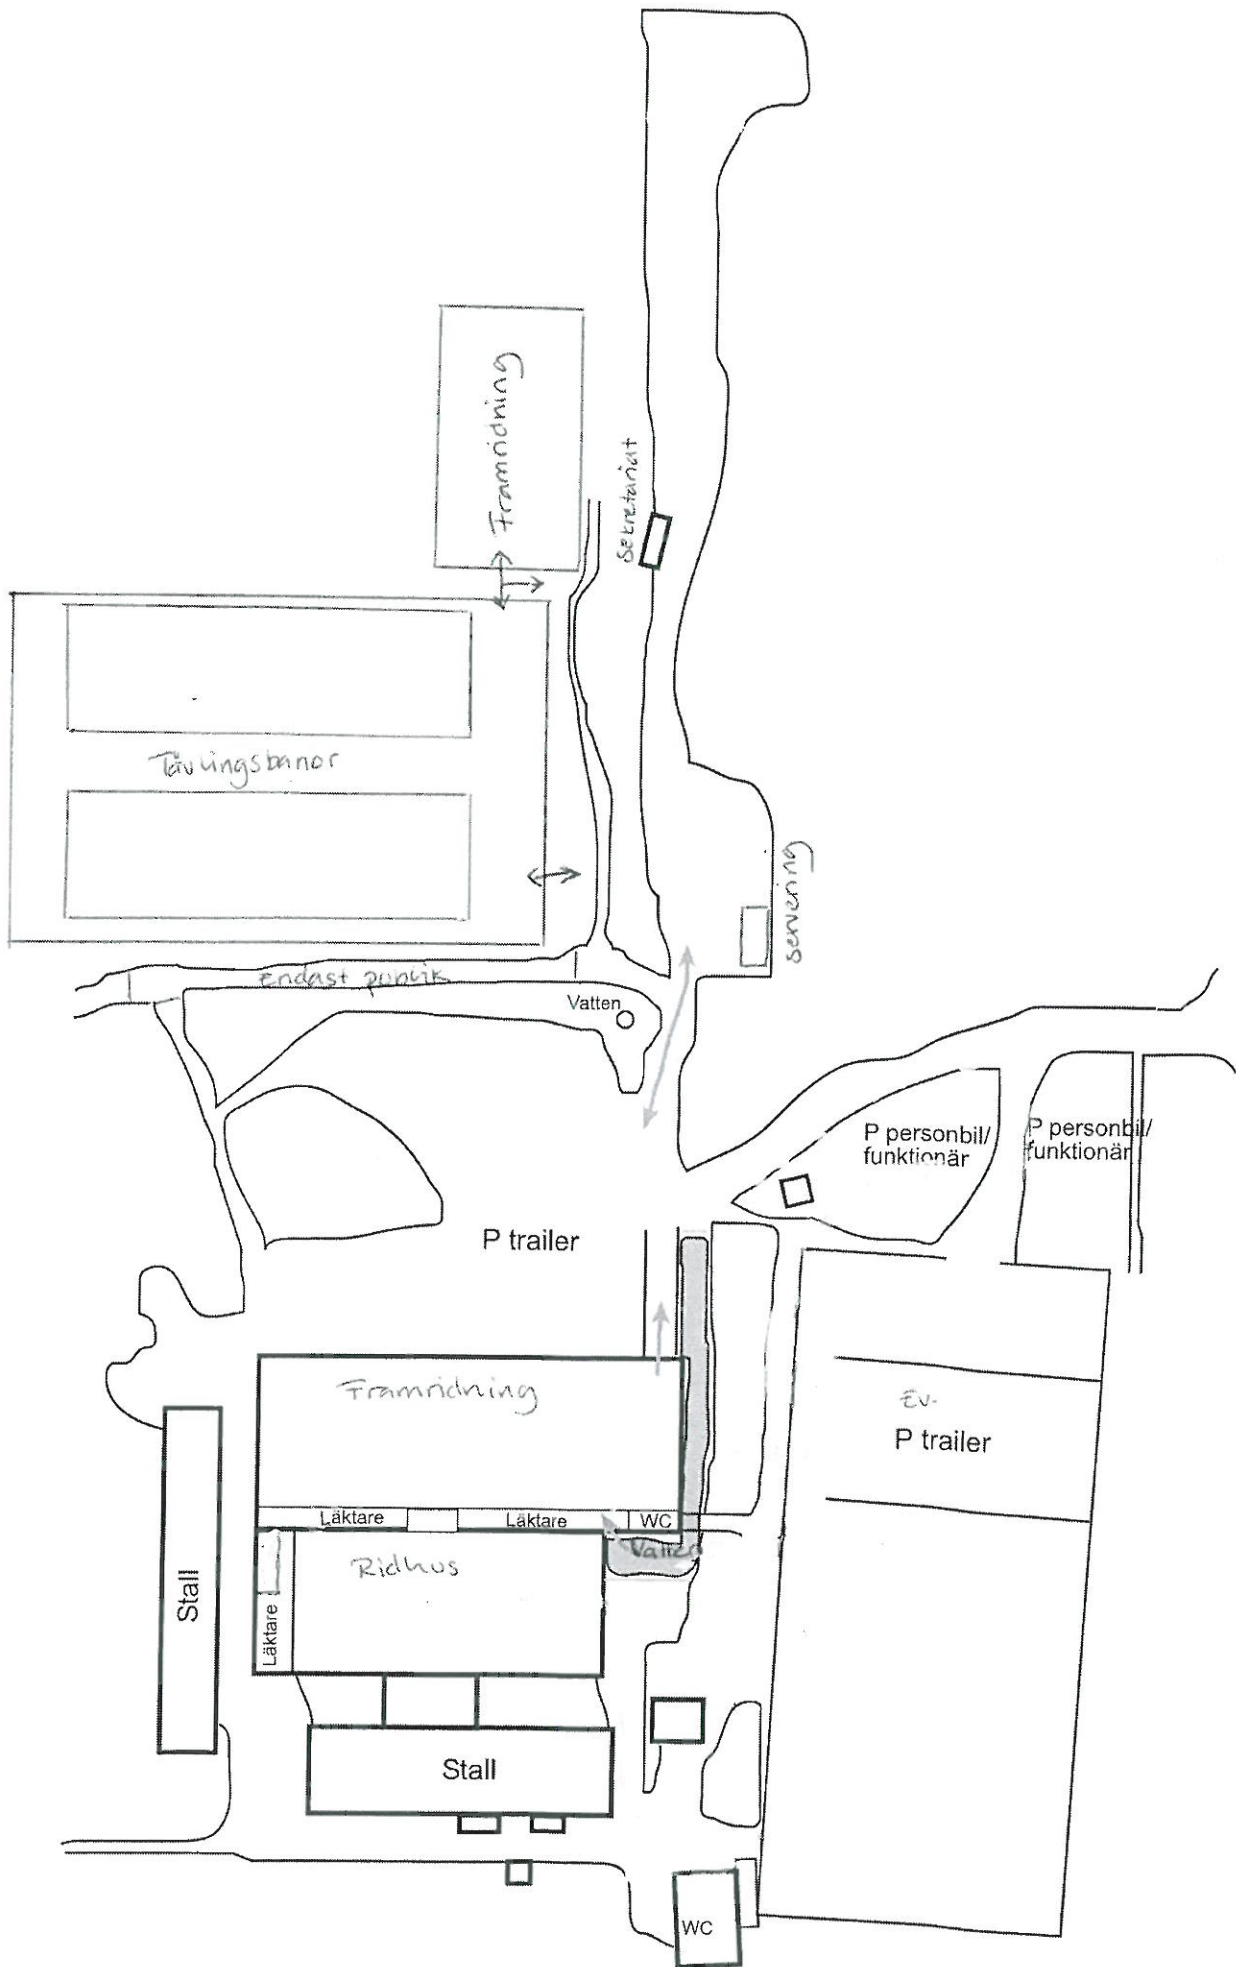 Framridning
Sekretariat
Tävlingsbanor
servering
Endast publik
Vatten
P personbil/
funktionär
P personbil/
funktionär
P trailer
Framridning
Ev.
P trailer
Läktare
Läktare
WC
Vatten
Ridhus
Stall
Läktare
Stall
WC